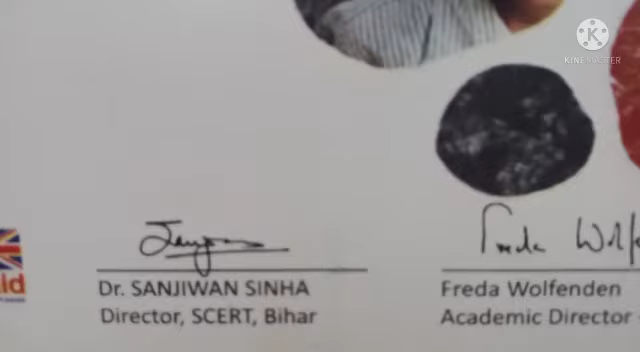 KINEMASTER
Dr. SANJIWAN SINHA
Director, SCERT, Bihar
Freda Wolfenden
Academic Director